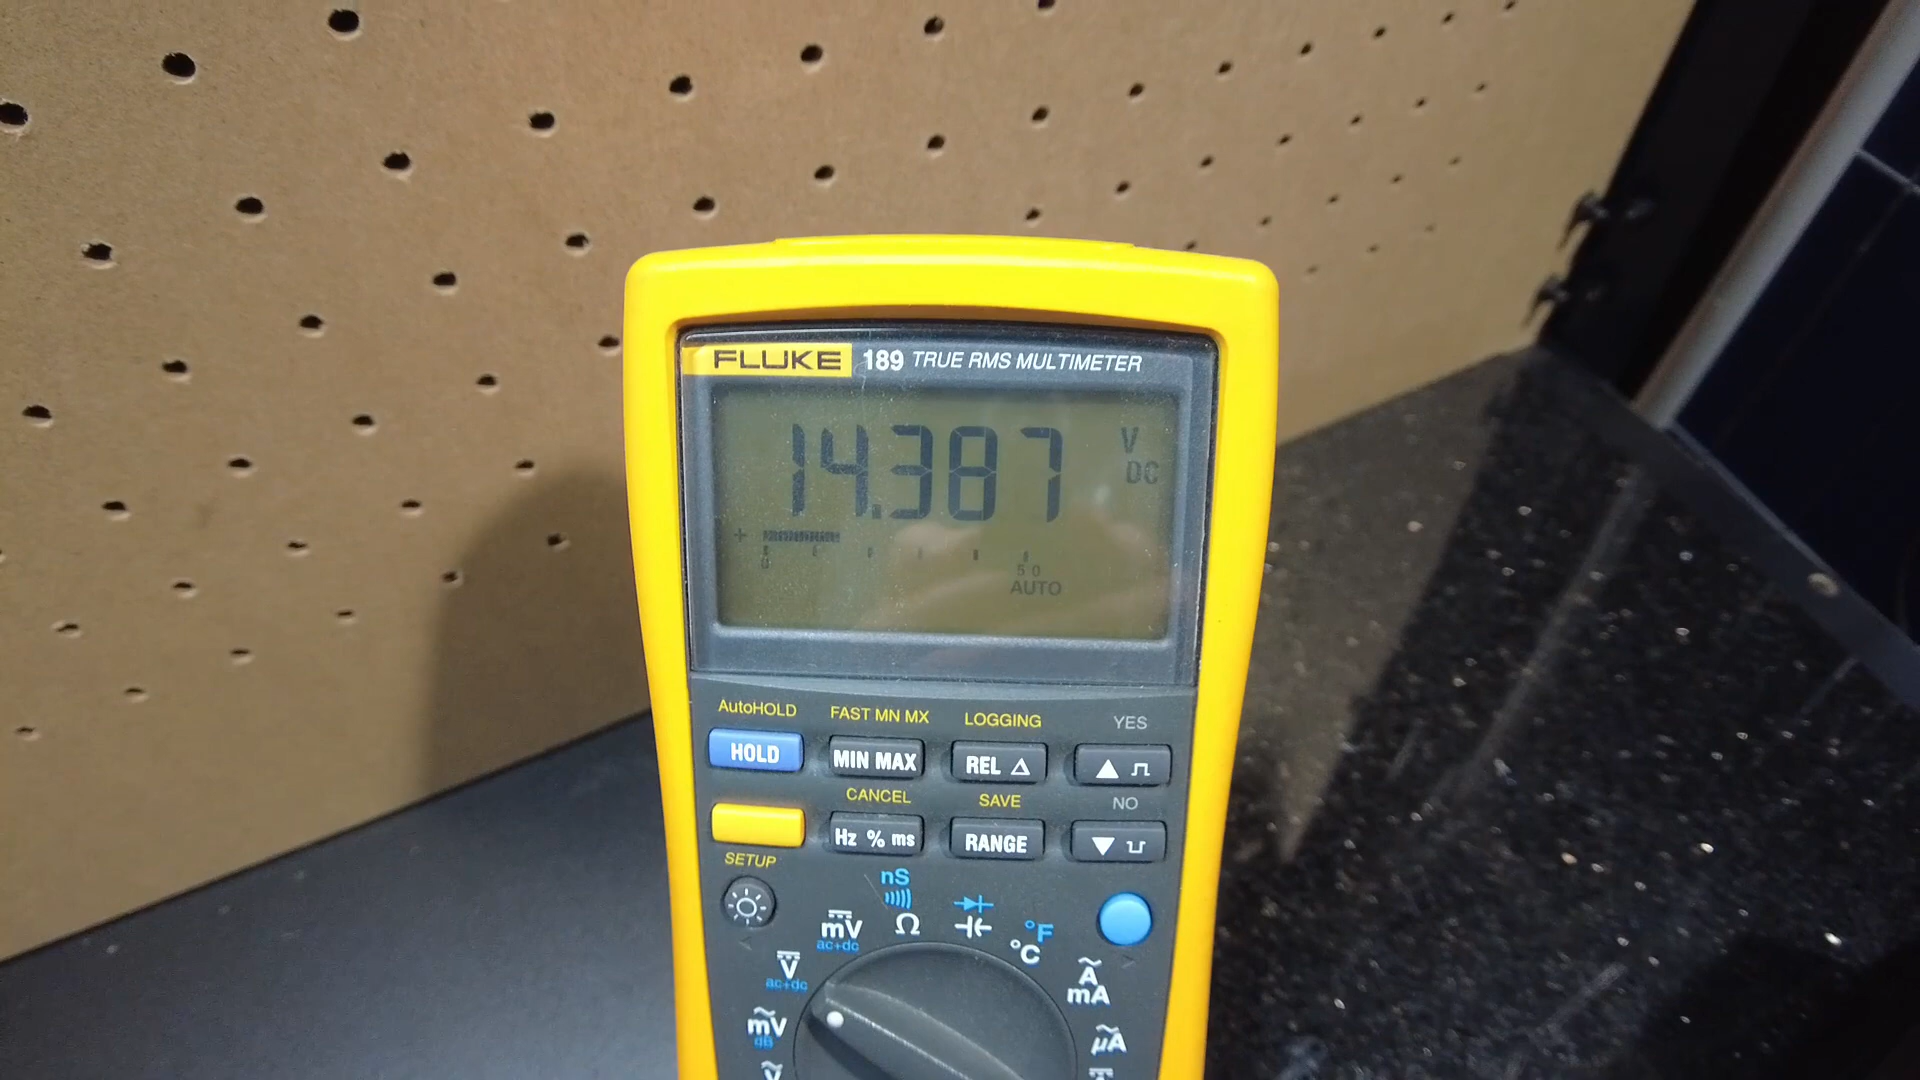 FLUKE 189 TRUE RMS MULTIMETER
14.387 V
DC
+
0
50
AUTO
AutoHOLD FAST MN MX LOGGING YES
HOLD MIN MAX REL △ ▲ ⎍
CANCEL SAVE NO
Hz % ms RANGE ▼
SETUP
nS
Ω
mV
ac+dc
°F
°C
V
ac+dc
A
mA
mV
dB
µA
V